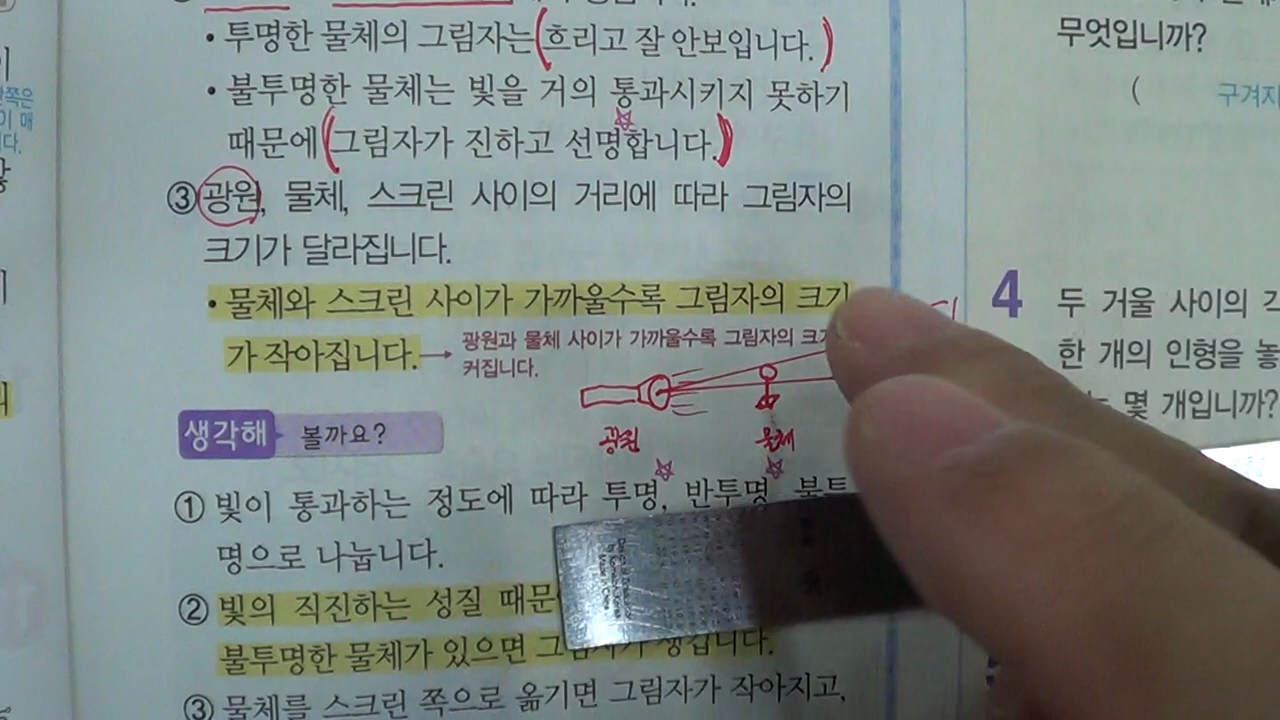 • 투명한 물체의 그림자는(흐리고 잘 안보입니다.)
• 불투명한 물체는 빛을 거의 통과시키지 못하기
때문에(그림자가 진하고 선명합니다.)
③ 광원, 물체, 스크린 사이의 거리에 따라 그림자의
크기가 달라집니다.
• 물체와 스크린 사이가 가까울수록 그림자의 크기
가 작아집니다.→
광원과 물체 사이가 가까울수록 그림자의
커집니다.
광원 물체
생각해 볼까요?
① 빛이 통과하는 정도에 따라 투명, 반투명, 불투
명으로 나눕니다.
② 빛의 직진하는 성질
불투명한 물체가 있으면
③ 물체를 스크린 쪽으로 옮기면 그림자가 작아지고,
무엇입니까?
(
구겨지
4 두 거울 사이의
한 개의 인형을
몇 개입니까?